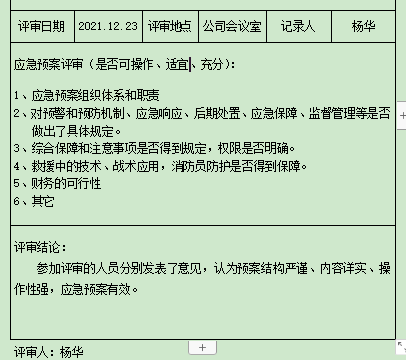 评审日期 2021.12.23 评审地点 公司会议室 记录人 杨华
应急预案评审（是否可操作、适宜、充分）：
1、应急预案组织体系和职责
2、对预警和预防机制、应急响应、后期处置、应急保障、监督管理等是否
做出了具体规定。
3、综合保障和注意事项是否得到规定，权限是否明确。
4、救援中的技术、战术应用，消防员防护是否得到保障。
5、财务的可行性
6、其它
评审结论：
参加评审的人员分别发表了意见，认为预案结构严谨、内容详实、操
作性强，应急预案有效。
评审人：杨华